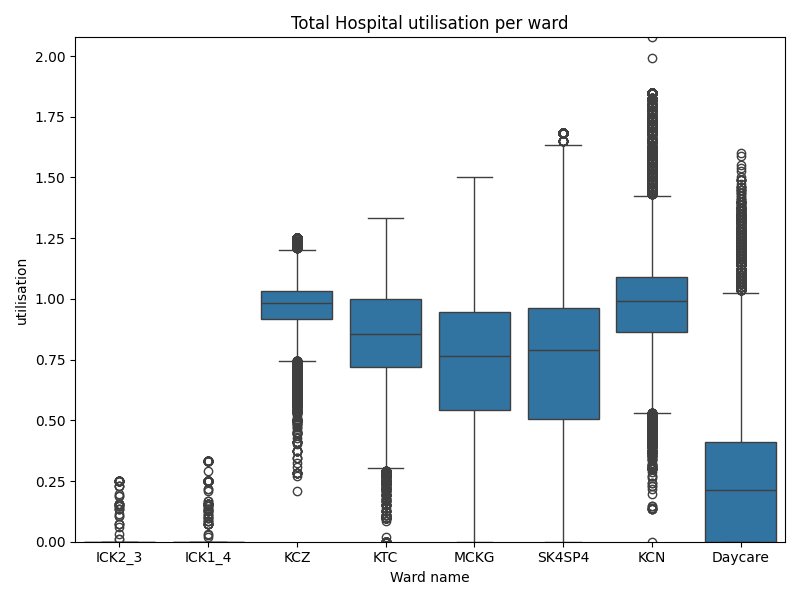 Total Hospital utilisation per ward
utilisation
2.00
1.75
1.50
1.25
1.00
0.75
0.50
0.25
0.00
ICK2_3 ICK1_4 KCZ KTC MCKG SK4SP4 KCN Daycare
Ward name